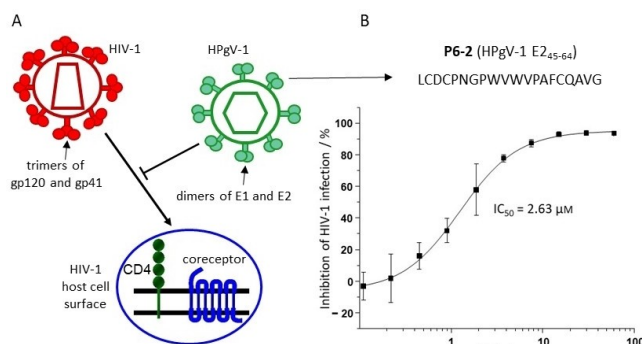 A
HIV-1
HPgV-1
trimers of
gp120 and gp41
dimers of E1 and E2
HIV-1
host cell
surface
CD4
coreceptor
B
P6-2 (HPgV-1 E2₄₅₋₆₄)
LCDCPNGPWVWVPAFCQAVG
Inhibition of HIV-1 infection / %
100
80
60
40
20
0
– 20
IC₅₀ = 2.63 µM
1
10
100